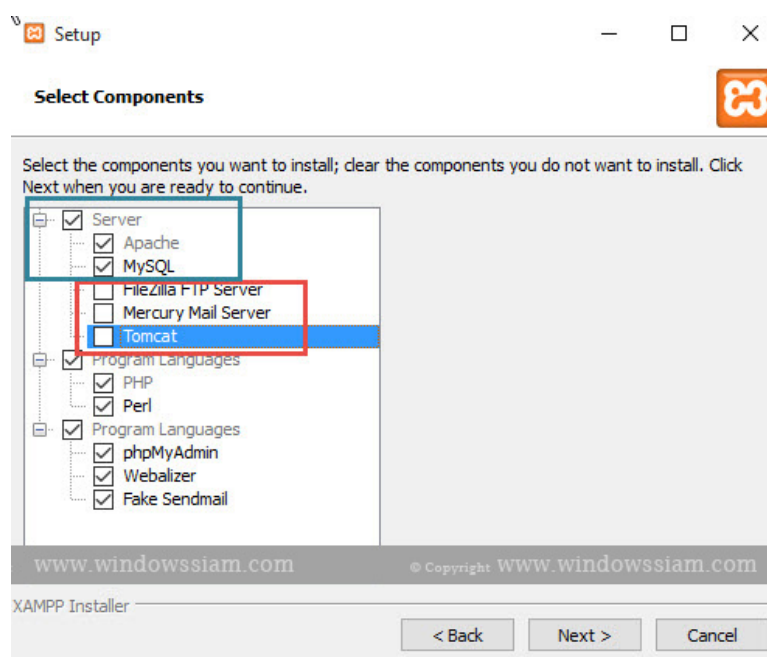 Setup
Select Components
Select the components you want to install; clear the components you do not want to install. Click
Next when you are ready to continue.
Server
Apache
MySQL
FileZilla FTP Server
Mercury Mail Server
Tomcat
Program Languages
PHP
Perl
Program Languages
phpMyAdmin
Webalizer
Fake Sendmail
www.windowssiam.com © Copyright www.windowssiam.com
XAMPP Installer
< Back Next > Cancel